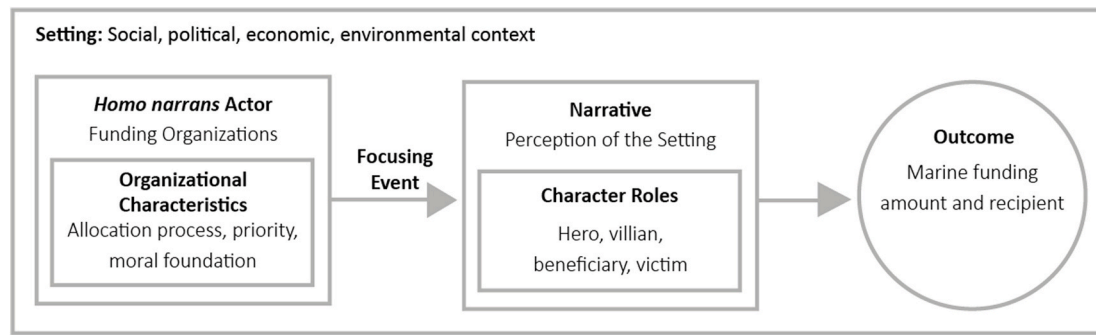 Setting: Social, political, economic, environmental context
Homo narrans Actor
Funding Organizations
Organizational
Characteristics
Allocation process, priority,
moral foundation
Focusing
Event
Narrative
Perception of the Setting
Character Roles
Hero, villian,
beneficiary, victim
Outcome
Marine funding
amount and recipient